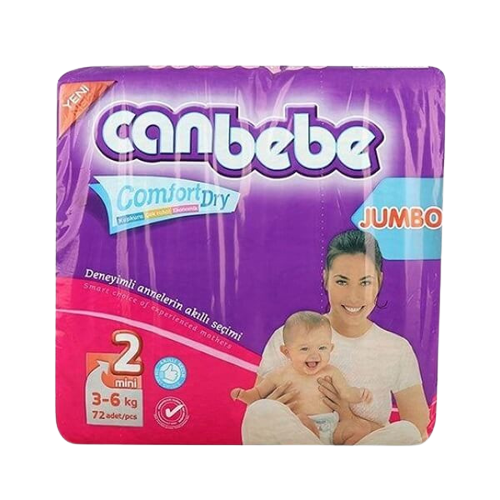 YENİ
canbebe
Comfort Dry
JUMBO
Deneyimli annelerin akıllı seçimi
Smart choice of experienced mothers
2
mini
3-6 kg
72 adet/pcs